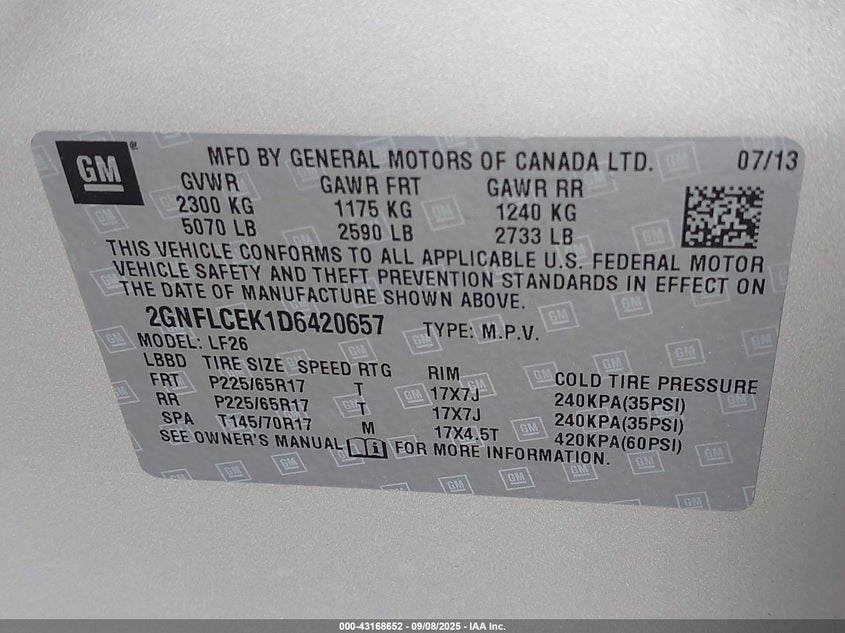 GM ® MFD BY GENERAL MOTORS OF CANADA LTD. 07/13
GVWR GAWR FRT GAWR RR
2300 KG 1175 KG 1240 KG
5070 LB 2590 LB 2733 LB
THIS VEHICLE CONFORMS TO ALL APPLICABLE U.S. FEDERAL MOTOR
VEHICLE SAFETY AND THEFT PREVENTION STANDARDS IN EFFECT ON
THE DATE OF MANUFACTURE SHOWN ABOVE.
2GNFLCEK1D6420657 TYPE: M.P.V.
MODEL: LF26
LBBD TIRE SIZE SPEED RTG RIM COLD TIRE PRESSURE
FRT P225/65R17 T 17X7J 240KPA(35PSI)
RR P225/65R17 T 17X7J 240KPA(35PSI)
SPA T145/70R17 M 17X4.5T 420KPA(60PSI)
SEE OWNER'S MANUAL FOR MORE INFORMATION.
000-43168652 - 09/08/2025 - IAA Inc.